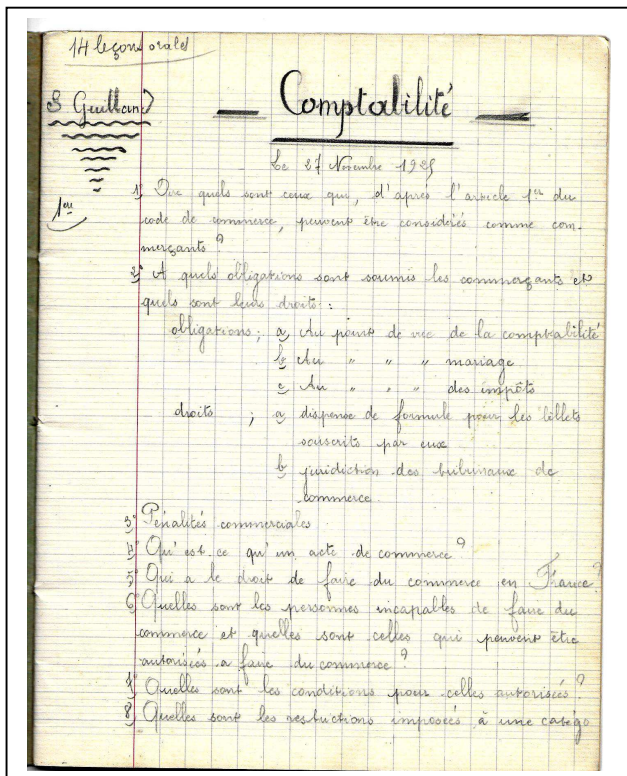 14 leçons orales
S Guilland
Comptabilité
Le 27 Novembre 1925
1ere
1° Dire quels sont ceux qui, d'après l'article 1er du
code de commerce, peuvent être considérés comme com-
merçants ?
2° A quels obligations sont soumis les commerçants et
quels sont leurs droits :
obligations ; a, Au point de vue de la comptabilité
b, Au " " " mariage
c, Au " " " des impôts
droits ; a dispense de formule pour les billets
souscrits par eux
b juridiction des tribunaux de
commerce
3° Pénalités commerciales
4° Qu'est ce qu'un acte de commerce ?
5° Qui a le droit de faire du commerce en France ?
6° Quelles sont les personnes incapables de faire du
commerce et quelles sont celles qui peuvent être
autorisées a faire du commerce ?
7° Quelles sont les conditions pour celles autorisées ?
8° Quelles sont les restrictions imposées à une catégo